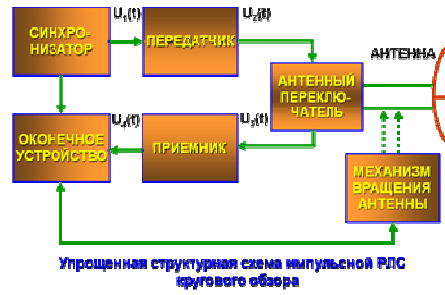 U₁(t)
U₂(t)
СИНХРО-
НИЗАТОР
ПЕРЕДАТЧИК
АНТЕННА
АНТЕННЫЙ
ПЕРЕКЛЮ-
ЧАТЕЛЬ
U₄(t)
U₃(t)
ОКОНЕЧНОЕ
УСТРОЙСТВО
ПРИЕМНИК
МЕХАНИЗМ
ВРАЩЕНИЯ
АНТЕННЫ
Упрощенная структурная схема импульсной РЛС
кругового обзора